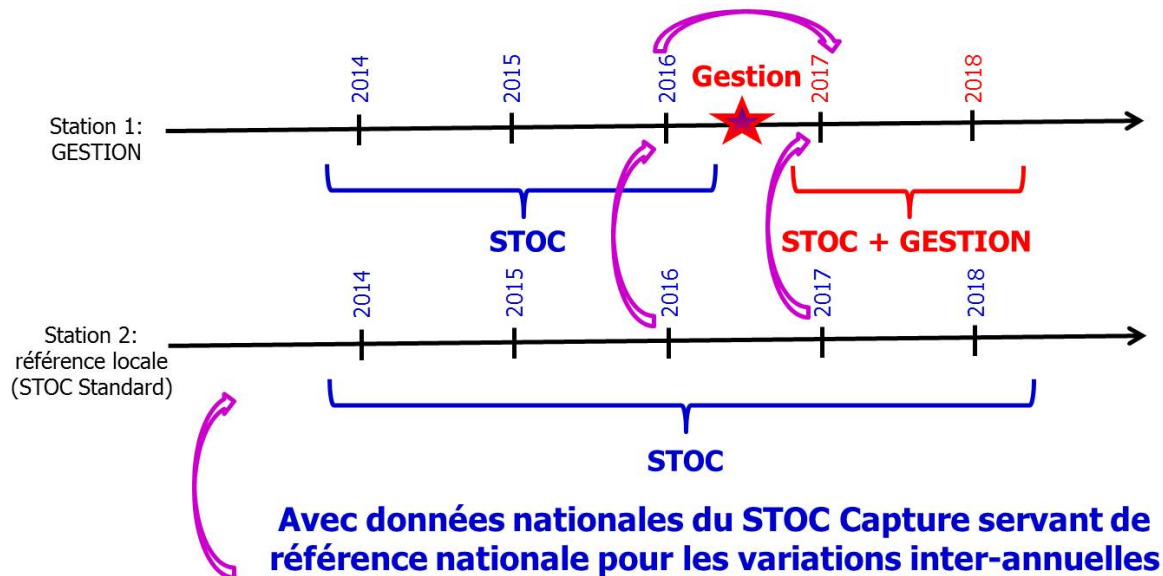 2014
2015
2016
Gestion
2017
2018
Station 1:
GESTION
STOC
STOC + GESTION
2014
2015
2016
2017
2018
Station 2:
référence locale
(STOC Standard)
STOC
Avec données nationales du STOC Capture servant de
référence nationale pour les variations inter-annuelles